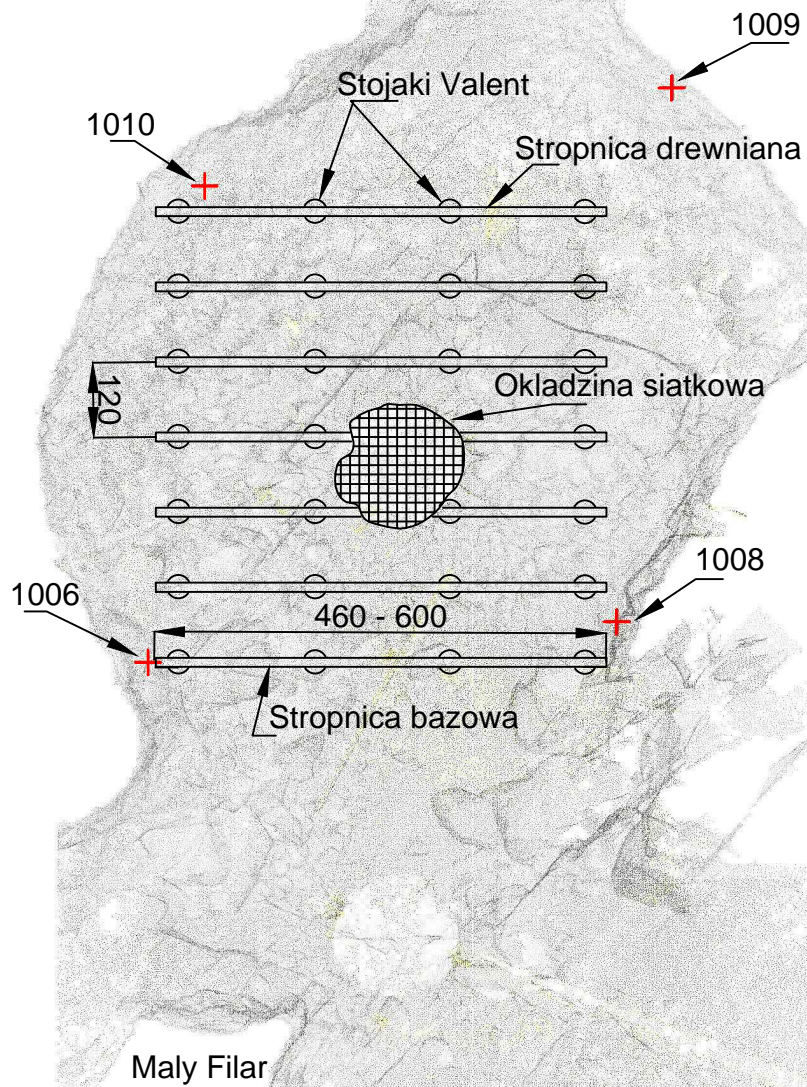 1009
Stojaki Valent
1010
Stropnica drewniana
120
Okladzina siatkowa
1008
1006
460 - 600
Stropnica bazowa
Maly Filar